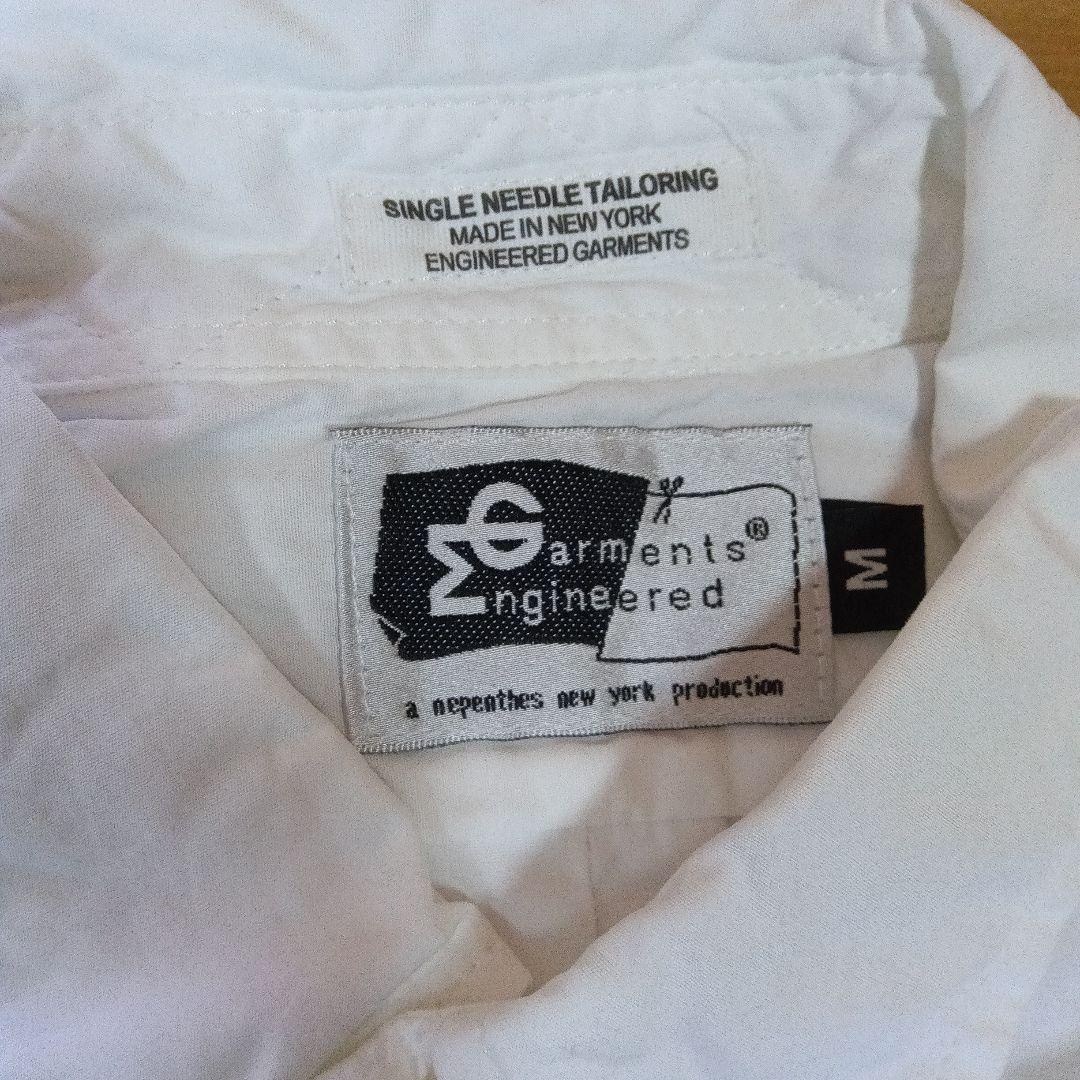 SINGLE NEEDLE TAILORING
MADE IN NEW YORK
ENGINEERED GARMENTS
Garments®
Engineered
a nepenthes new york production
M